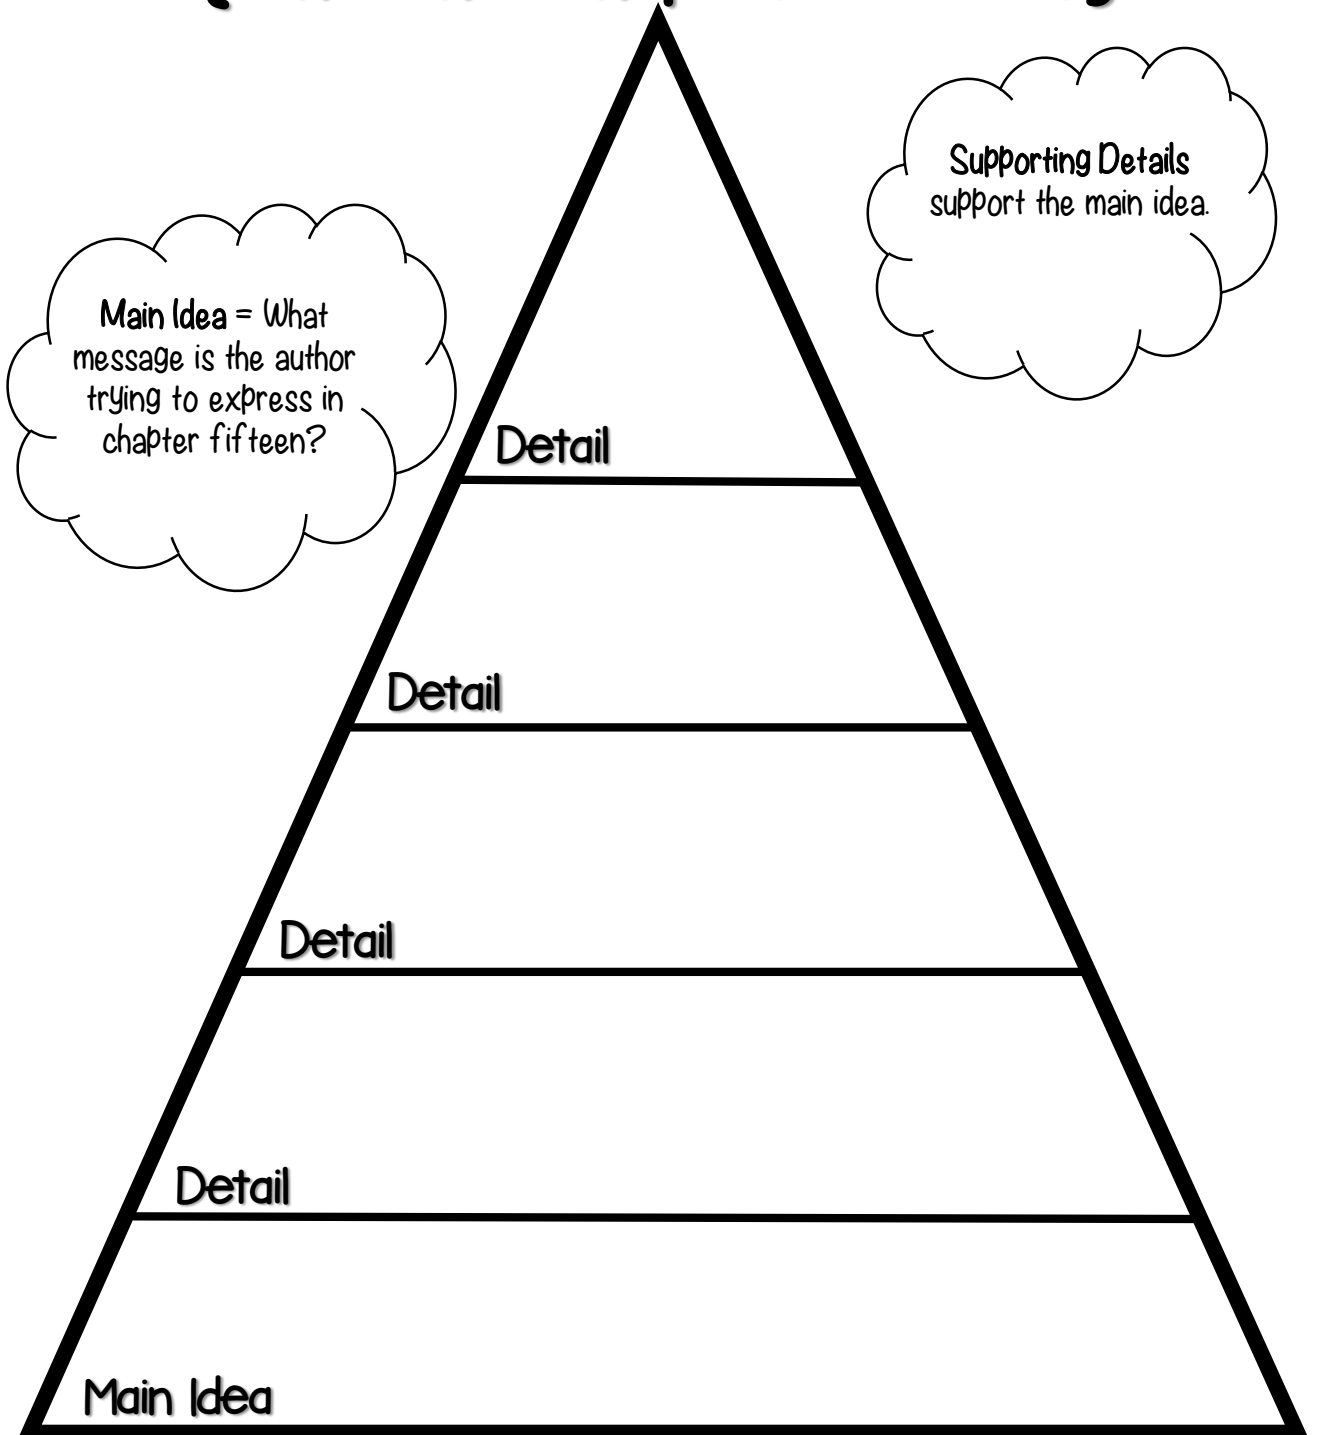 Supporting Details
support the main idea.
Main Idea = What
message is the author
trying to express in
chapter fifteen?
Detail
Detail
Detail
Detail
Main Idea